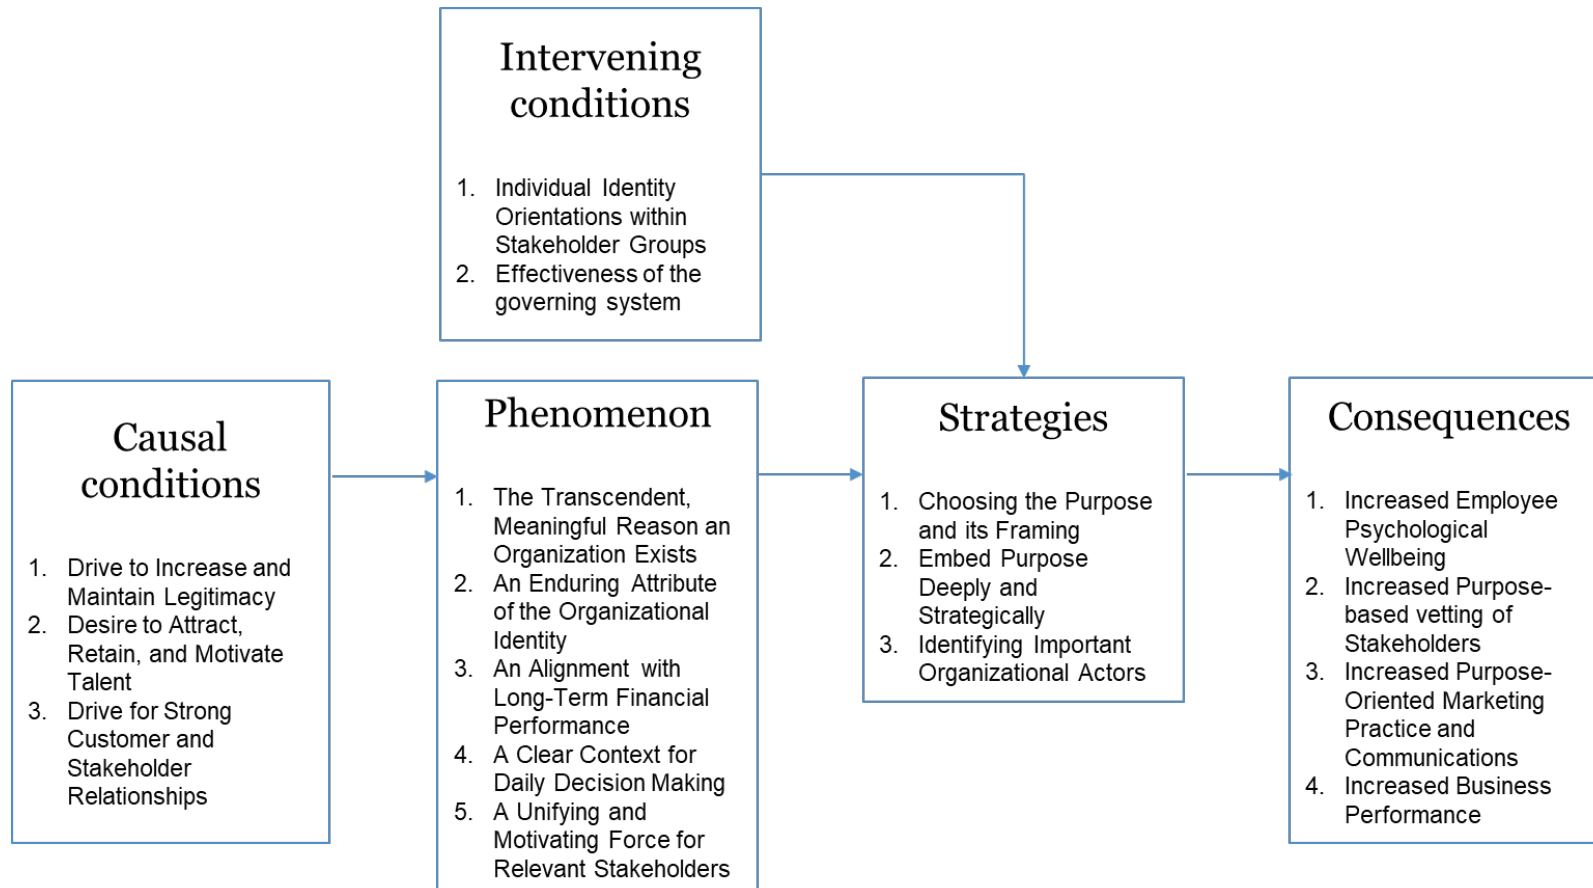 Intervening
conditions
1. Individual Identity
Orientations within
Stakeholder Groups
2. Effectiveness of the
governing system
Causal
conditions
1. Drive to Increase and
Maintain Legitimacy
2. Desire to Attract,
Retain, and Motivate
Talent
3. Drive for Strong
Customer and
Stakeholder
Relationships
Phenomenon
1. The Transcendent,
Meaningful Reason an
Organization Exists
2. An Enduring Attribute
of the Organizational
Identity
3. An Alignment with
Long-Term Financial
Performance
4. A Clear Context for
Daily Decision Making
5. A Unifying and
Motivating Force for
Relevant Stakeholders
Strategies
1. Choosing the Purpose
and its Framing
2. Embed Purpose
Deeply and
Strategically
3. Identifying Important
Organizational Actors
Consequences
1. Increased Employee
Psychological
Wellbeing
2. Increased Purpose-
based vetting of
Stakeholders
3. Increased Purpose-
Oriented Marketing
Practice and
Communications
4. Increased Business
Performance